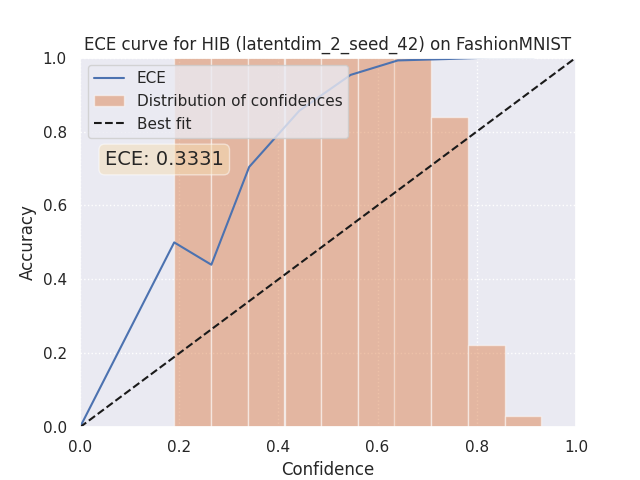 ECE curve for HIB (latentdim_2_seed_42) on FashionMNIST
ECE
Distribution of confidences
Best fit
ECE: 0.3331
Accuracy
1.0
0.8
0.6
0.4
0.2
0.0
0.0 0.2 0.4 0.6 0.8 1.0
Confidence